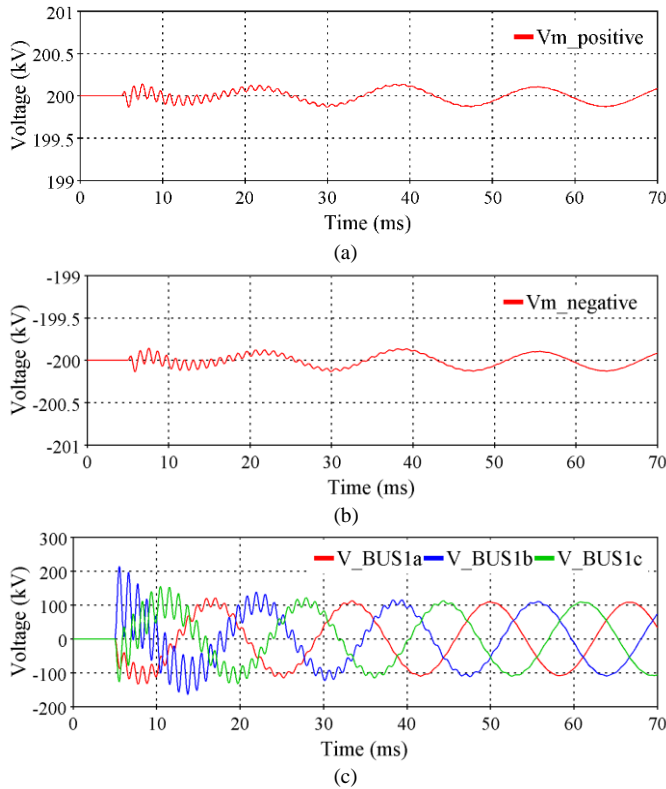 201
200.5
200
199.5
199
Voltage (kV)
Vm_positive
0 10 20 30 40 50 60 70
Time (ms)
(a)
-199
-199.5
-200
-200.5
-201
Voltage (kV)
Vm_negative
0 10 20 30 40 50 60 70
Time (ms)
(b)
300
200
100
0
-100
-200
Voltage (kV)
V_BUS1a V_BUS1b V_BUS1c
0 10 20 30 40 50 60 70
Time (ms)
(c)